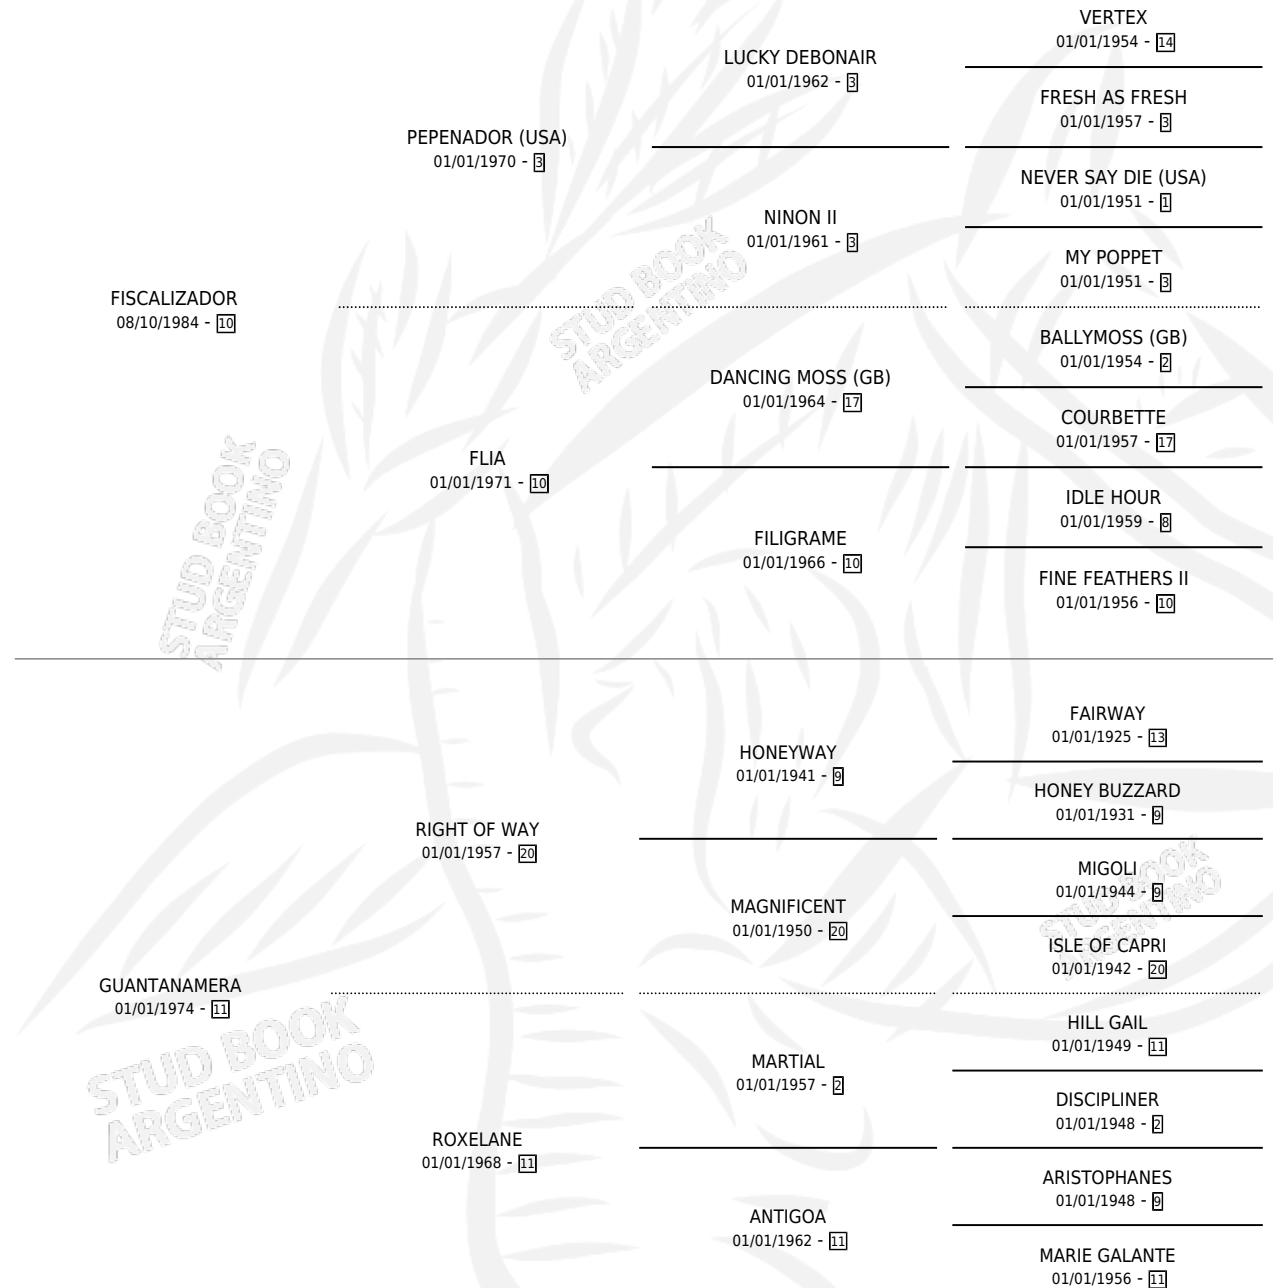 VERTEX
01/01/1954 - 14
LUCKY DEBONAIR
01/01/1962 - 3
FRESH AS FRESH
01/01/1957 - 3
PEPENADOR (USA)
01/01/1970 - 3
NEVER SAY DIE (USA)
01/01/1951 - 1
NINON II
01/01/1961 - 3
MY POPPET
01/01/1951 - 3
STUD BOOK
ARGENTINO
FISCALIZADOR
08/10/1984 - 10
BALLYMOSS (GB)
01/01/1954 - 2
DANCING MOSS (GB)
01/01/1964 - 17
COURBETTE
01/01/1957 - 17
FLIA
01/01/1971 - 10
IDLE HOUR
01/01/1959 - 8
FILIGRAME
01/01/1966 - 10
FINE FEATHERS II
01/01/1956 - 10
STUD BOOK
ARGENTINO
FAIRWAY
01/01/1925 - 13
HONEYWAY
01/01/1941 - 9
HONEY BUZZARD
01/01/1931 - 9
RIGHT OF WAY
01/01/1957 - 20
MIGOLI
01/01/1944 - 9
MAGNIFICENT
01/01/1950 - 20
STUD BOOK
ARGENTINO
ISLE OF CAPRI
01/01/1942 - 20
GUANTANAMERA
01/01/1974 - 11
STUD BOOK
ARGENTINO
HILL GAIL
01/01/1949 - 11
MARTIAL
01/01/1957 - 2
DISCIPLINER
01/01/1948 - 2
ROXELANE
01/01/1968 - 11
ARISTOPHANES
01/01/1948 - 9
ANTIGOA
01/01/1962 - 11
MARIE GALANTE
01/01/1956 - 11